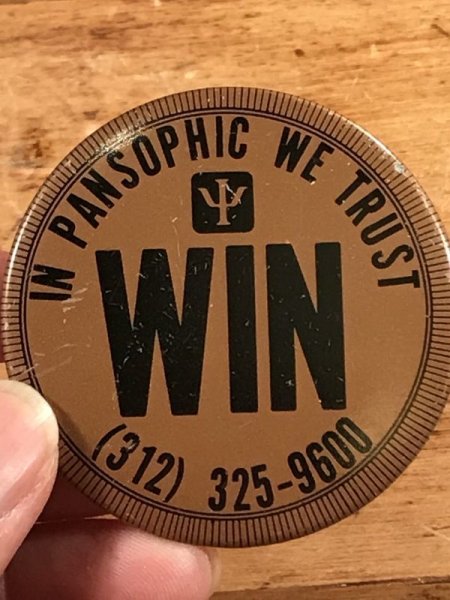 IN PANSOPHIC WE TRUST
WIN
(312) 325-9600